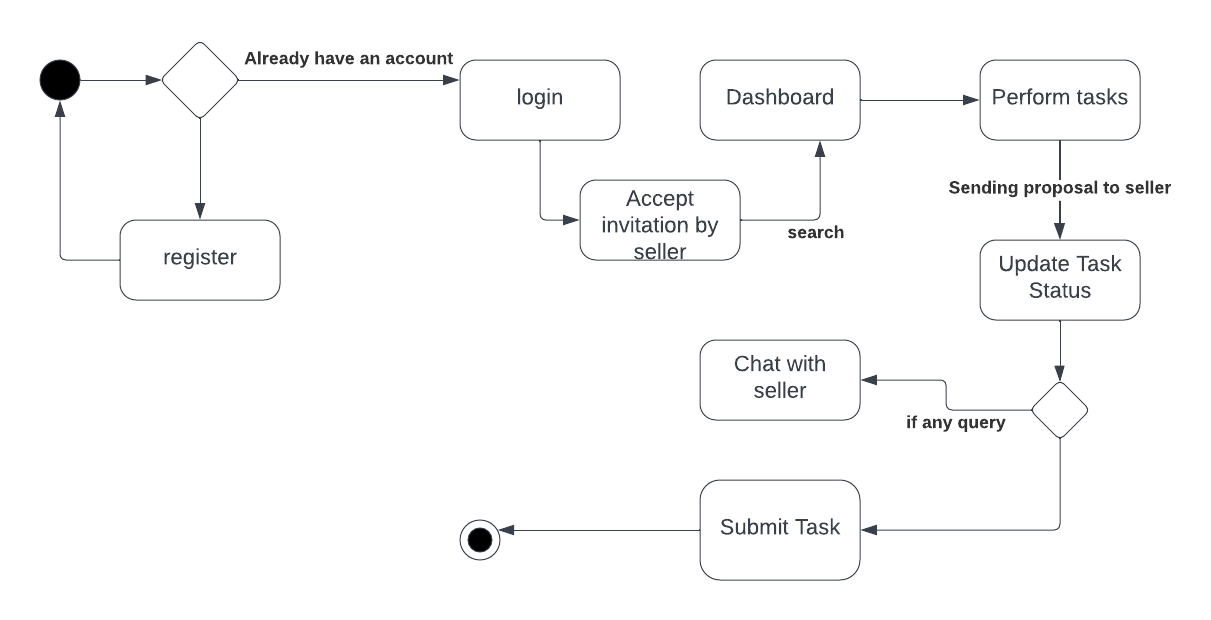 Already have an account
login
Dashboard
Perform tasks
Sending proposal to seller
Accept
invitation by
seller
search
register
Update Task
Status
Chat with
seller
if any query
Submit Task